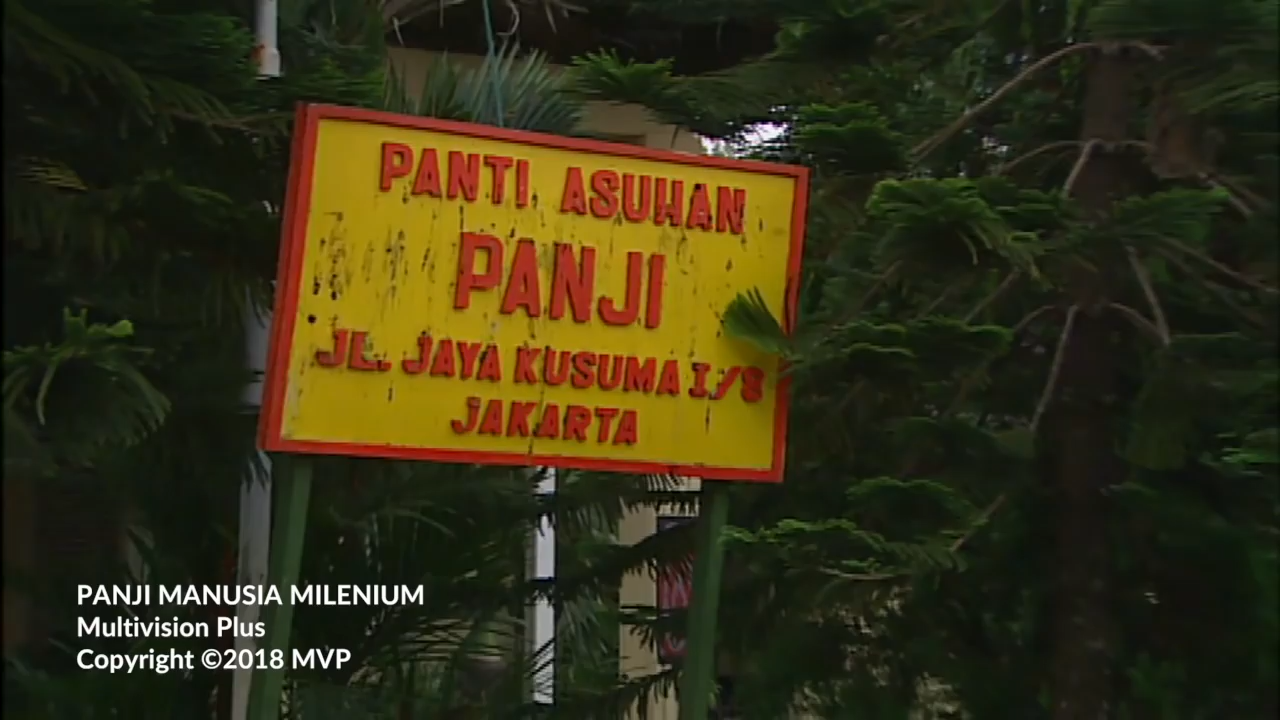 PANTI ASUHAN
PANJI
JL. JAYA KUSUMA I/8
JAKARTA
PANJI MANUSIA MILENIUM
Multivision Plus
Copyright ©2018 MVP